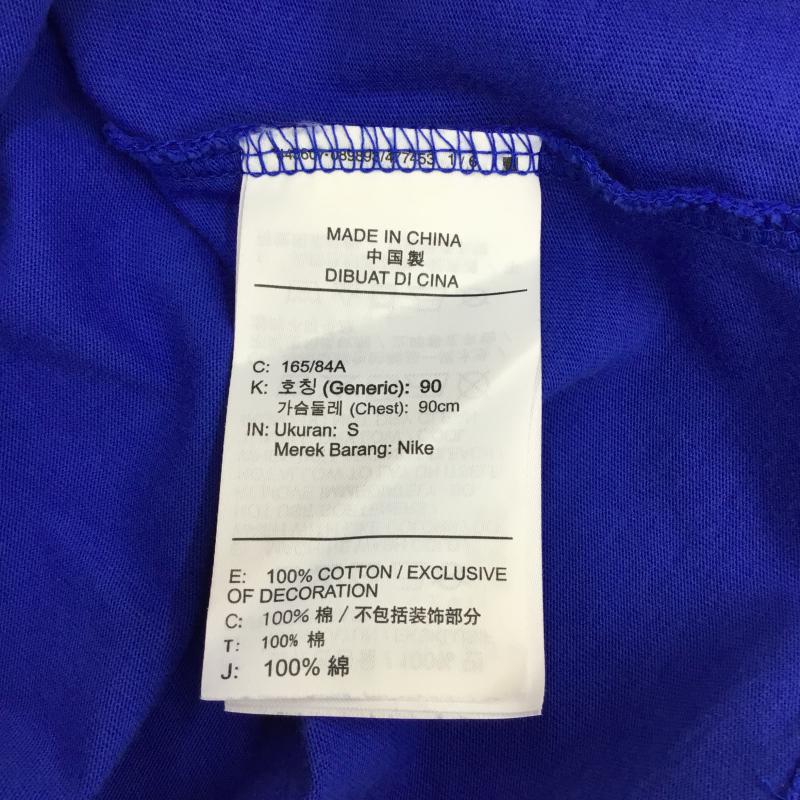 MADE IN CHINA
中国製
DIBUAT DI CINA
C: 165/84A
K: 호칭 (Generic): 90
가슴둘레 (Chest): 90cm
IN: Ukuran: S
Merek Barang: Nike
E: 100% COTTON / EXCLUSIVE
OF DECORATION
C: 100% 棉 / 不包括装饰部分
T: 100% 棉
J: 100% 綿